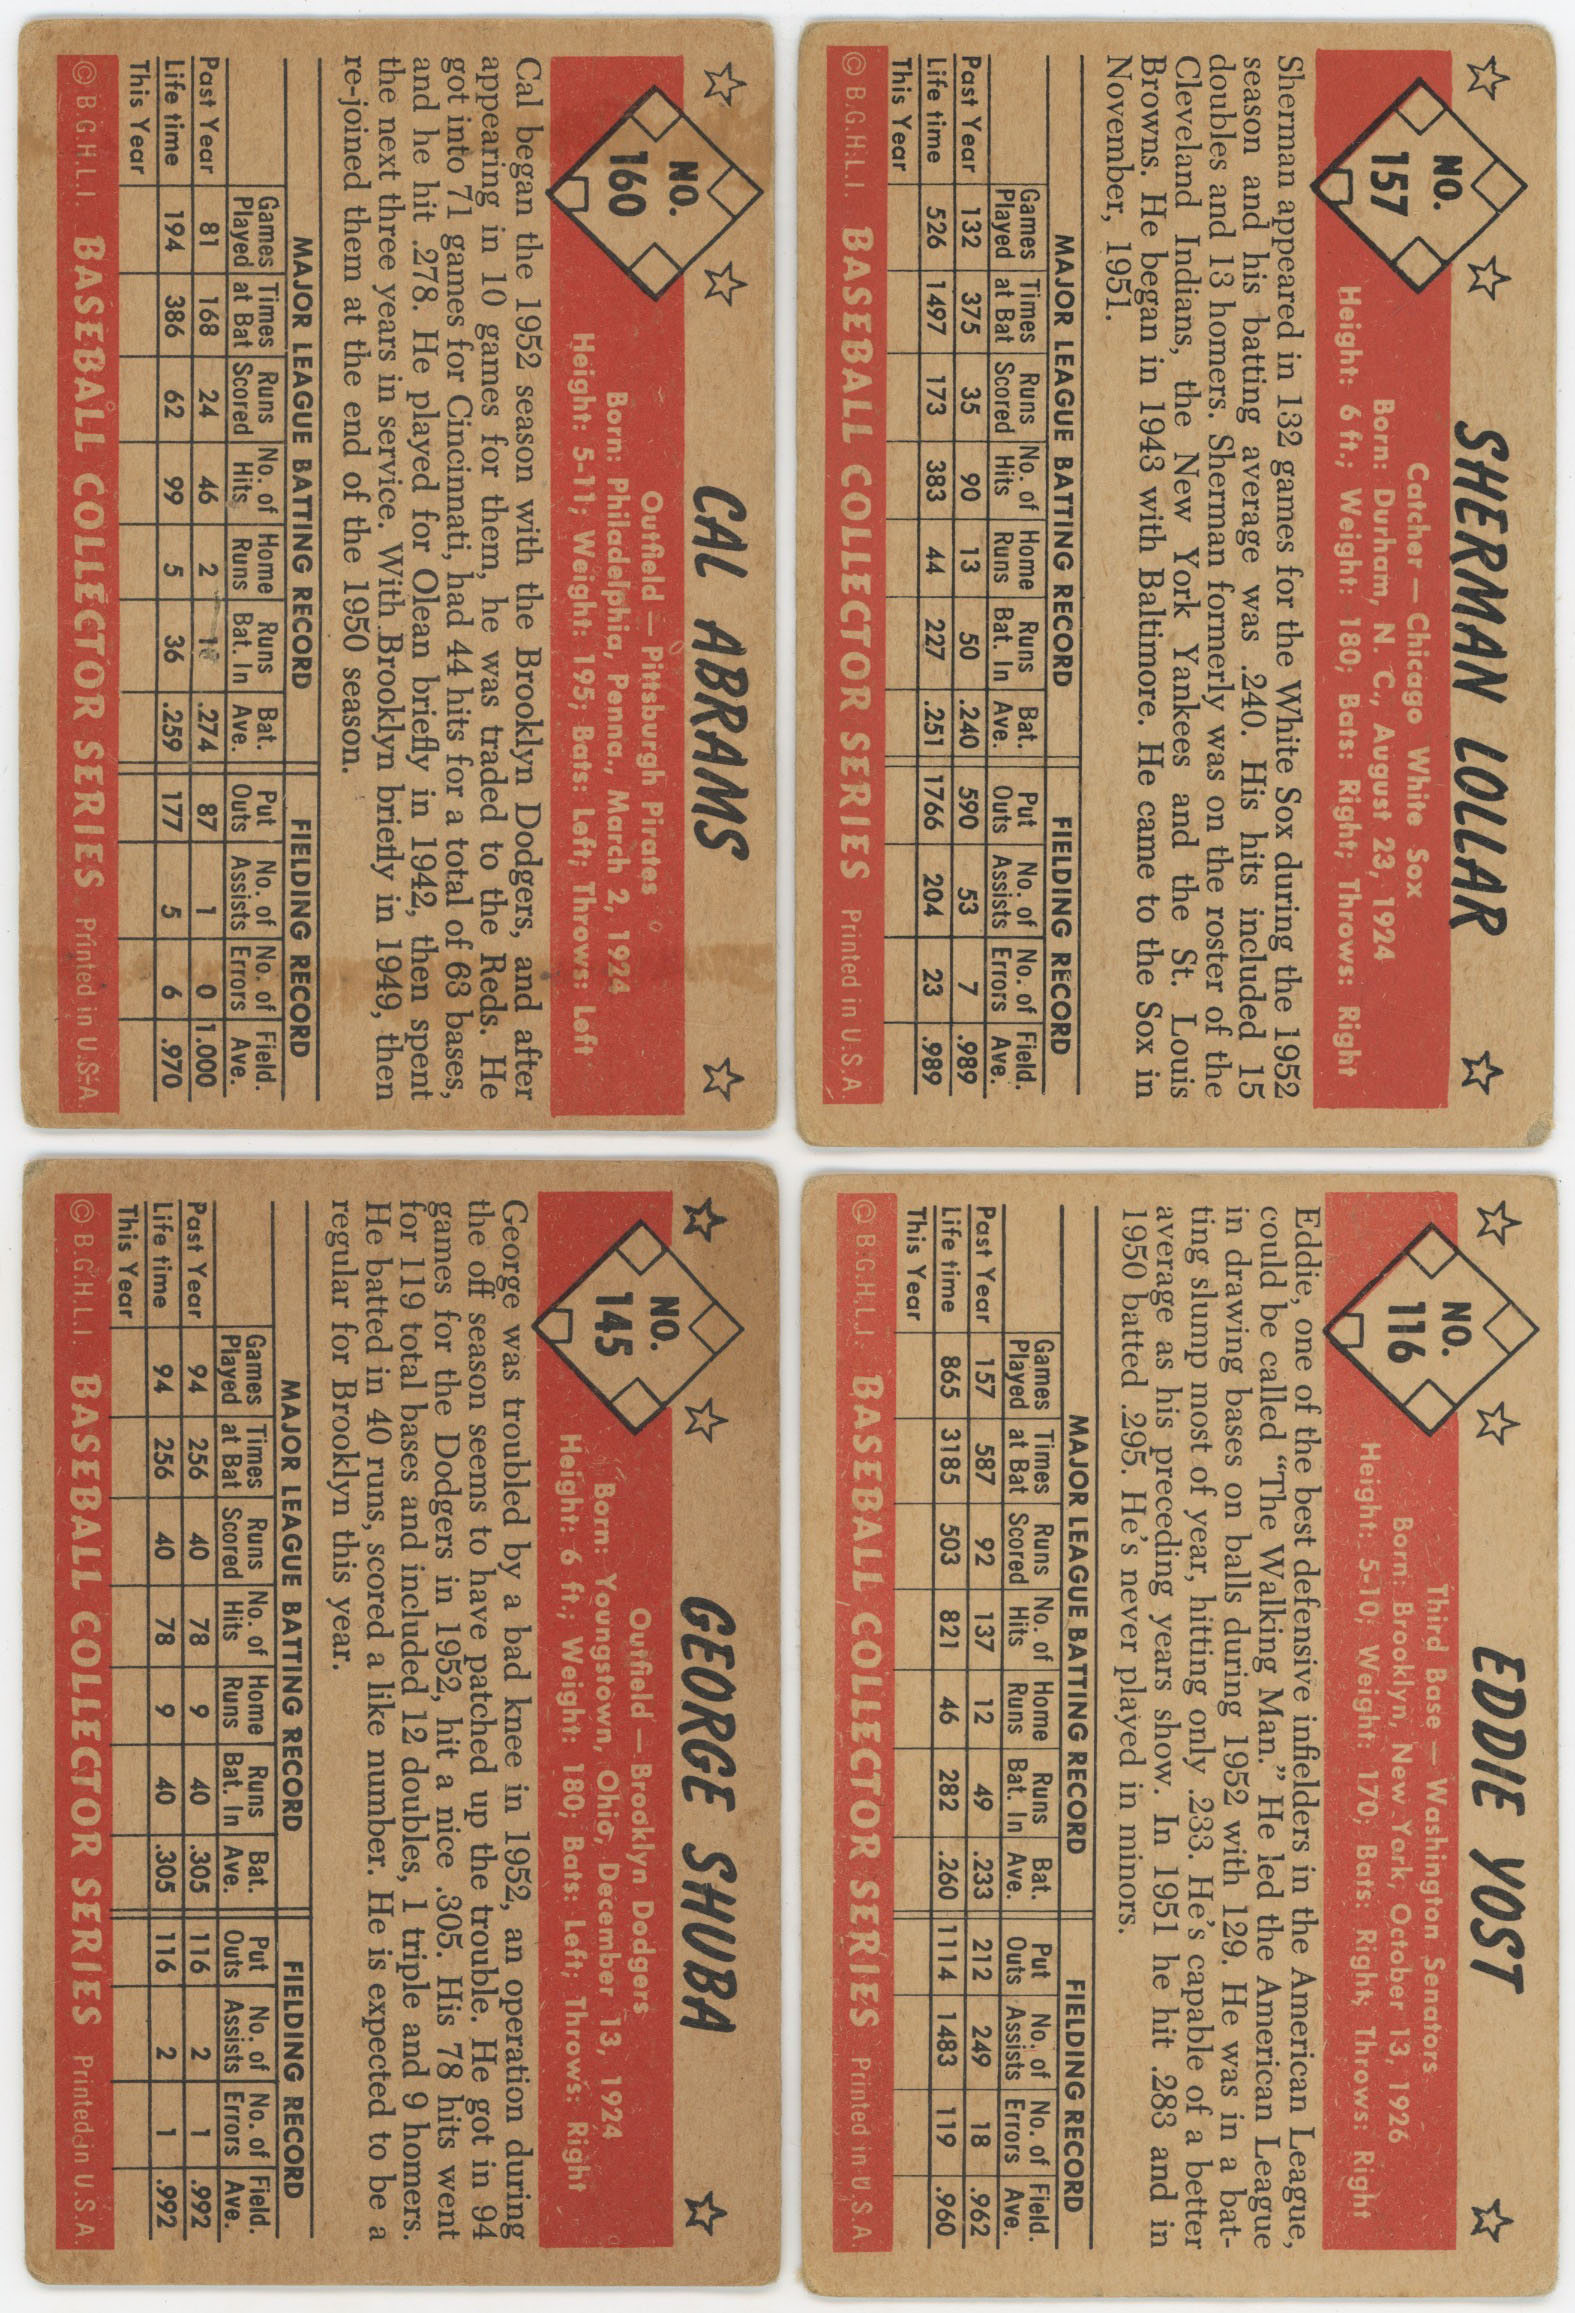 SHERMAN LOLLAR
NO.
157
Catcher — Chicago White Sox
Born: Durham, N. C., August 23, 1924
Height: 6 ft.; Weight: 180; Bats: Right; Throws: Right
Sherman appeared in 132 games for the White Sox during the 1952
season and his batting average was .240. His hits included 15
doubles and 13 homers. Sherman formerly was on the roster of the
Cleveland Indians, the New York Yankees and the St. Louis
Browns. He began in 1943 with Baltimore. He came to the Sox in
November, 1951.
MAJOR LEAGUE BATTING RECORD FIELDING RECORD
Games Times Runs No. of Home Runs Bat. Put No. of No. of Field.
Played at Bat Scored Hits Runs Bat. In Ave. Outs Assists Errors Ave.
Past Year 132 375 35 90 13 50 .240 590 53 7 .989
Life time 526 1497 173 383 44 227 .251 1766 204 23 .989
This Year
© B.G.H.L.I. BASEBALL COLLECTOR SERIES Printed in U.S.A.
EDDIE YOST
NO.
116
Third Base — Washington Senators
Born: Brooklyn, New York, October 13, 1926
Height: 5-10; Weight: 170; Bats: Right; Throws: Right
Eddie, one of the best defensive infielders in the American League,
could be called “The Walking Man.” He led the American League
in drawing bases on balls during 1952 with 129. He was in a bat-
ting slump most of year, hitting only .233. He's capable of a better
average as his preceding years show. In 1951 he hit .283 and in
1950 batted .295. He's never played in minors.
MAJOR LEAGUE BATTING RECORD FIELDING RECORD
Games Times Runs No. of Home Runs Bat. Put No. of No. of Field.
Played at Bat Scored Hits Runs Bat. In Ave. Outs Assists Errors Ave.
Past Year 157 587 92 137 12 49 .233 212 249 18 .962
Life time 865 3185 503 821 46 282 .260 1114 1483 119 .960
This Year
© B.G.H.L.I. BASEBALL COLLECTOR SERIES Printed in U.S.A.
CAL ABRAMS
NO.
160
Outfield — Pittsburgh Pirates
Born: Philadelphia, Penna., March 2, 1924
Height: 5-11; Weight: 195; Bats: Left; Throws: Left
Cal began the 1952 season with the Brooklyn Dodgers, and after
appearing in 10 games for them, he was traded to the Reds. He
got into 71 games for Cincinnati, had 44 hits for a total of 63 bases,
and he hit .278. He played for Olean briefly in 1942, then spent
the next three years in service. With Brooklyn briefly in 1949, then
re-joined them at the end of the 1950 season.
MAJOR LEAGUE BATTING RECORD FIELDING RECORD
Games Times Runs No. of Home Runs Bat. Put No. of No. of Field.
Played at Bat Scored Hits Runs Bat. In Ave. Outs Assists Errors Ave.
Past Year 81 168 24 46 2 .274 87 1 0 1.000
Life time 194 386 62 99 5 36 .259 177 5 6 .970
This Year
© B.G.H.L.I. BASEBALL COLLECTOR SERIES Printed in U.S.A.
GEORGE SHUBA
NO.
145
Outfield — Brooklyn Dodgers
Born: Youngstown, Ohio, December 13, 1924
Height: 6 ft.; Weight: 180; Bats: Left; Throws: Right
George was troubled by a bad knee in 1952, an operation during
the off season seems to have patched up the trouble. He got in 94
games for the Dodgers in 1952, hit a nice .305. His 78 hits went
for 119 total bases and included 12 doubles, 1 triple and 9 homers.
He batted in 40 runs, scored a like number. He is expected to be a
regular for Brooklyn this year.
MAJOR LEAGUE BATTING RECORD FIELDING RECORD
Games Times Runs No. of Home Runs Bat. Put No. of No. of Field.
Played at Bat Scored Hits Runs Bat. In Ave. Outs Assists Errors Ave.
Past Year 94 256 40 78 9 40 .305 116 2 1 .992
Life time 94 256 40 78 9 40 .305 116 2 1 .992
This Year
© B.G.H.L.I. BASEBALL COLLECTOR SERIES Printed in U.S.A.